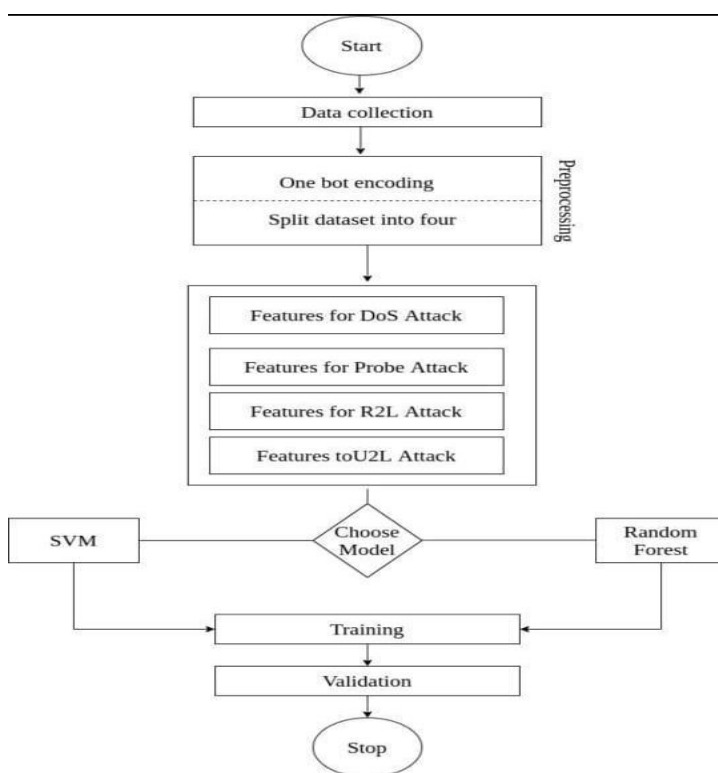 Start
Data collection
One bot encoding
Split dataset into four
Preprocessing
Features for DoS Attack
Features for Probe Attack
Features for R2L Attack
Features toU2L Attack
Choose
Model
SVM
Random
Forest
Training
Validation
Stop